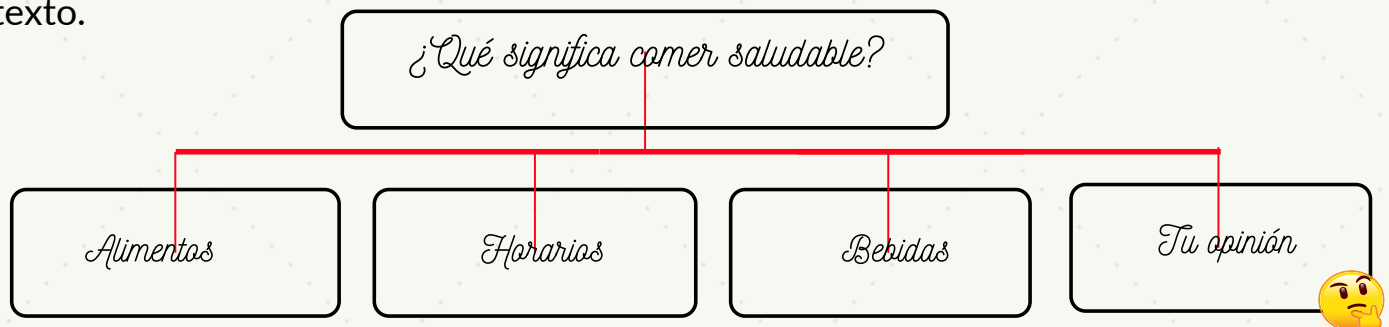 texto.
¿Qué significa comer saludable?
Alimentos
Horarios
Bebidas
Tu opinión